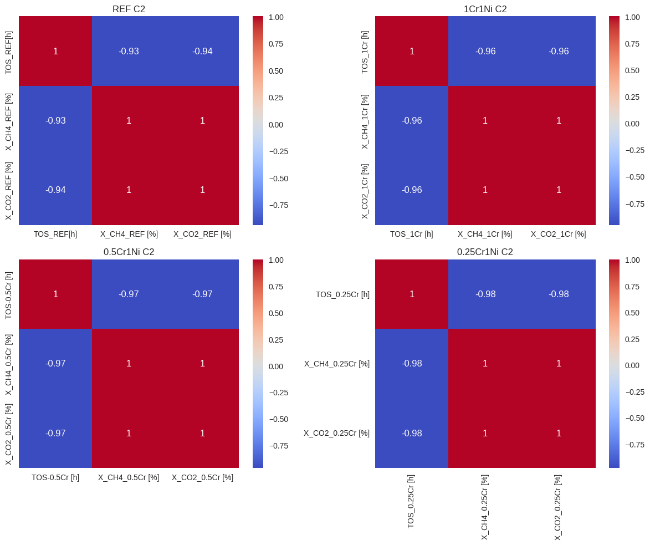 REF C2
TOS_REF[h]
X_CH4_REF [%]
X_CO2_REF [%]
1 -0.93 -0.94
-0.93 1 1
-0.94 1 1
TOS_REF[h] X_CH4_REF [%] X_CO2_REF [%]
1.00
0.75
0.50
0.25
0.00
−0.25
−0.50
−0.75
1Cr1Ni C2
TOS_1Cr [h]
X_CH4_1Cr [%]
X_CO2_1Cr [%]
1 -0.96 -0.96
-0.96 1 1
-0.96 1 1
TOS_1Cr [h] X_CH4_1Cr [%] X_CO2_1Cr [%]
1.00
0.75
0.50
0.25
0.00
−0.25
−0.50
−0.75
0.5Cr1Ni C2
TOS-0.5Cr [h]
X_CH4_0.5Cr [%]
X_CO2_0.5Cr [%]
1 -0.97 -0.97
-0.97 1 1
-0.97 1 1
TOS-0.5Cr [h] X_CH4_0.5Cr [%] X_CO2_0.5Cr [%]
1.00
0.75
0.50
0.25
0.00
−0.25
−0.50
−0.75
0.25Cr1Ni C2
TOS_0.25Cr [h]
X_CH4_0.25Cr [%]
X_CO2_0.25Cr [%]
1 -0.98 -0.98
-0.98 1 1
-0.98 1 1
TOS_0.25Cr [h]
X_CH4_0.25Cr [%]
X_CO2_0.25Cr [%]
1.00
0.75
0.50
0.25
0.00
−0.25
−0.50
−0.75